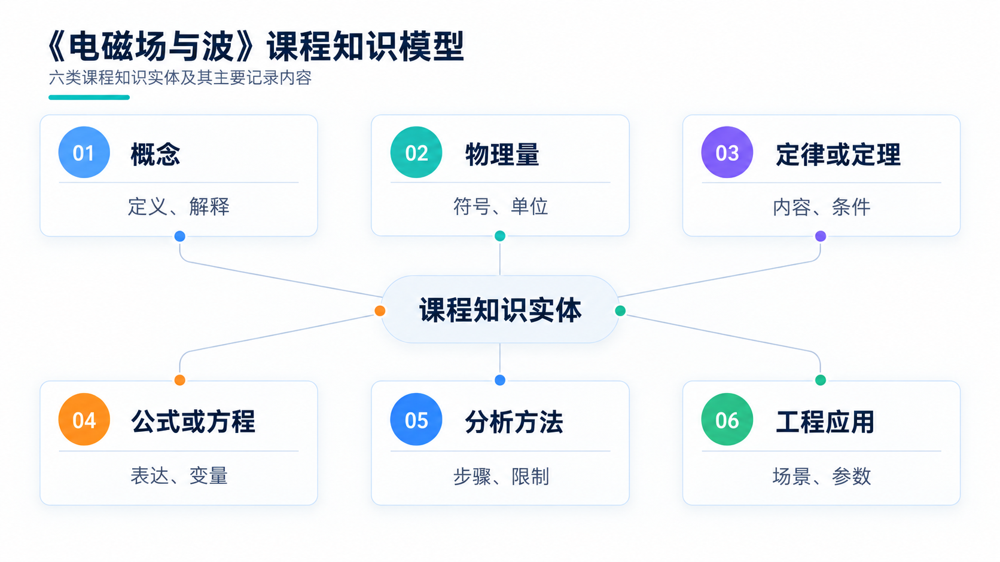 《电磁场与波》课程知识模型
六类课程知识实体及其主要记录内容
01 概念
定义、解释
02 物理量
符号、单位
03 定律或定理
内容、条件
课程知识实体
04 公式或方程
表达、变量
05 分析方法
步骤、限制
06 工程应用
场景、参数